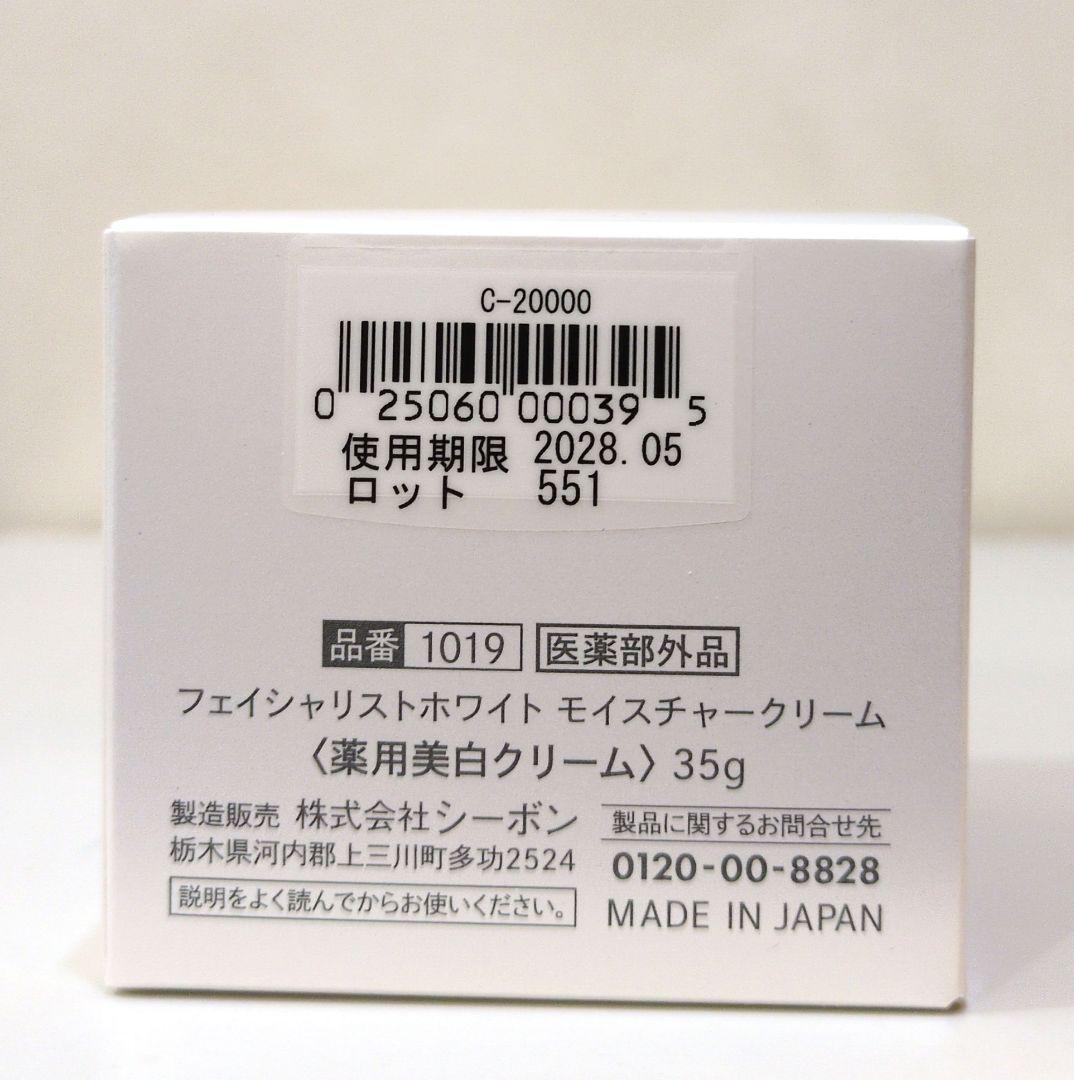 C-20000
0 25060 00039 5
使用期限 2028.05
ロット 551
品番 1019 医薬部外品
フェイシャリストホワイト モイスチャークリーム
〈薬用美白クリーム〉35g
製造販売 株式会社シーボン
栃木県河内郡上三川町多功2524
説明をよく読んでからお使いください。
製品に関するお問合せ先
0120-00-8828
MADE IN JAPAN